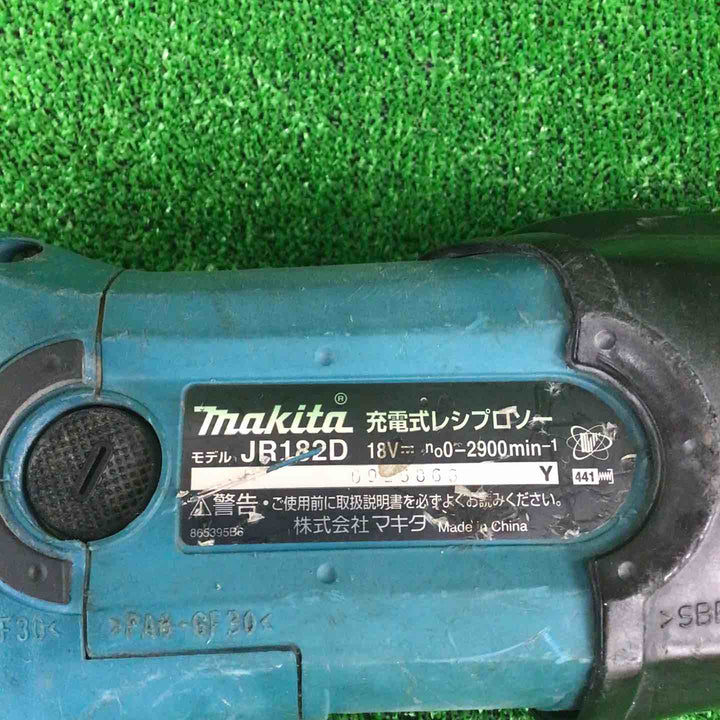 makita® 充電式レシプロソー
モデル JR182D 18V⎓ n₀0-2900min⁻¹
Y 441
⚠警告・ご使用前に取扱説明書を必ずよくお読みください。
865395B6 株式会社マキタ Made in China
F30< >PA6-GF30<